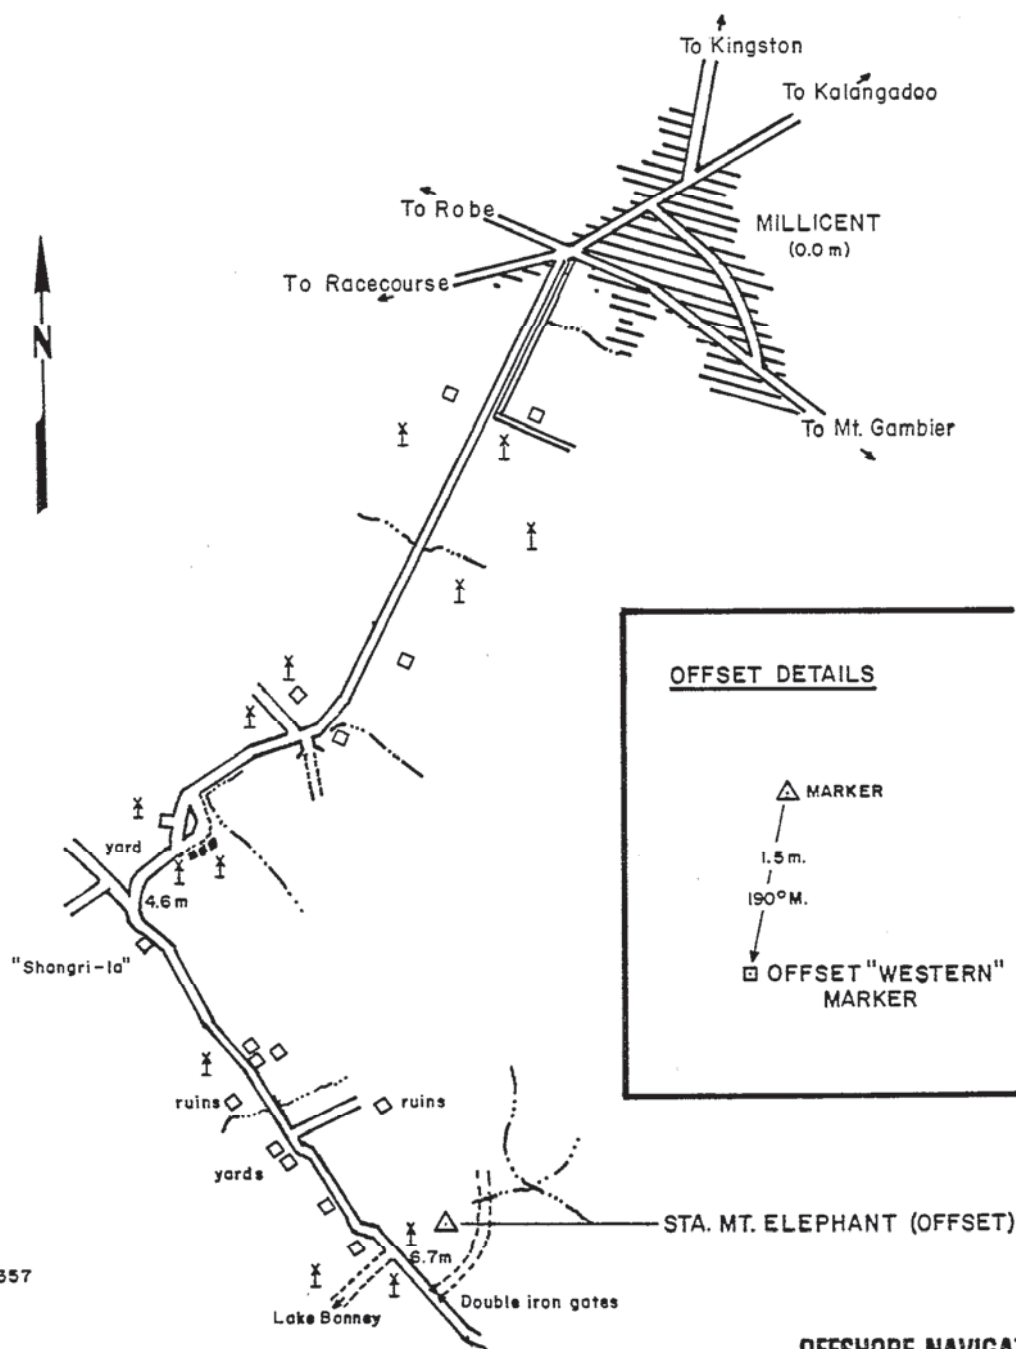 To Kingston
To Kalangadoo
To Robe
MILLICENT
(0.0 m)
To Racecourse
N
To Mt. Gambier
OFFSET DETAILS
MARKER
1.5 m.
190° M.
OFFSET "WESTERN"
MARKER
yard
4.6 m
"Shangri-la"
ruins
ruins
yards
STA. MT. ELEPHANT (OFFSET)
6.7m
357
Double iron gates
Lake Bonney